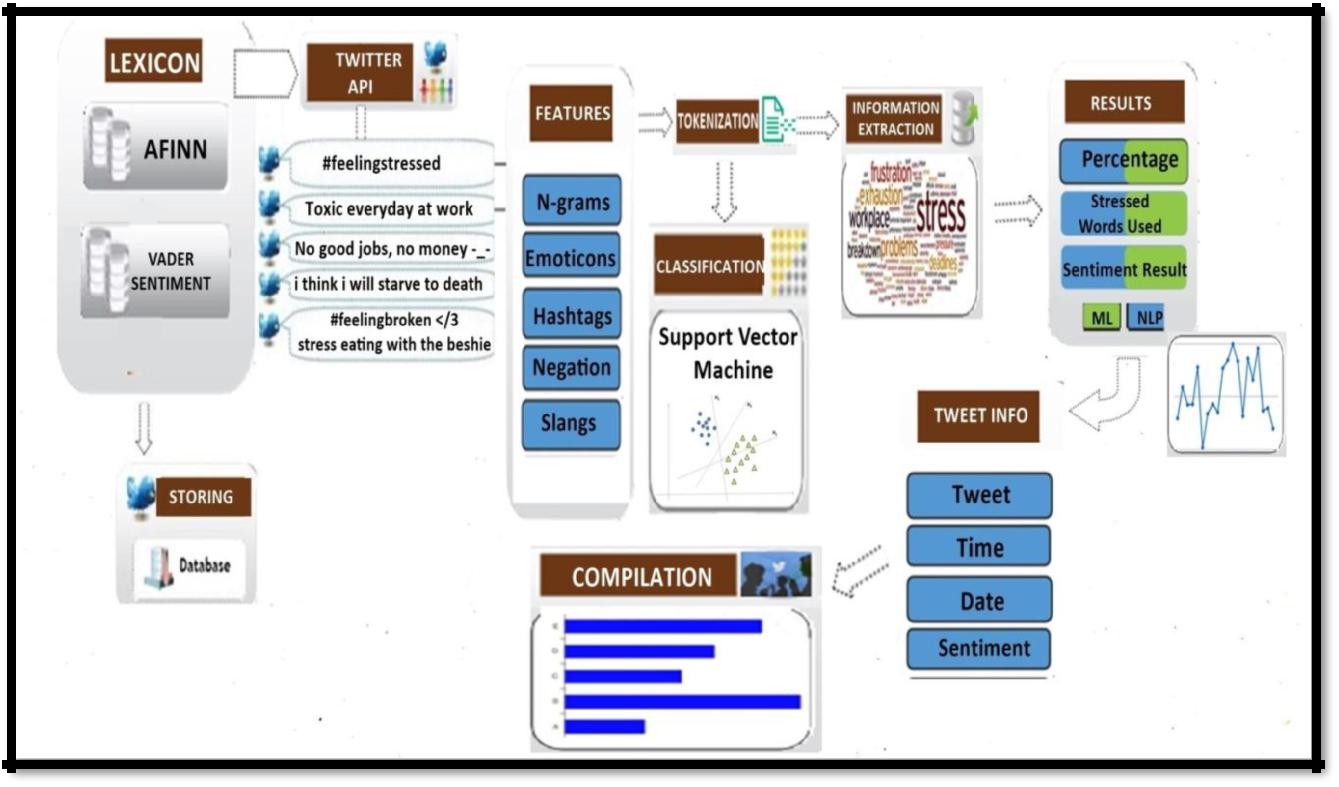 LEXICON
AFINN
VADER
SENTIMENT
STORING
Database
TWITTER
API
#feelingstressed
Toxic everyday at work
No good jobs, no money -_-
i think i will starve to death
#feelingbroken </3
stress eating with the beshie
FEATURES
N-grams
Emoticons
Hashtags
Negation
Slangs
TOKENIZATION
CLASSIFICATION
Support Vector
Machine
INFORMATION
EXTRACTION
frustration
exhaustion
stress
workplace
breakdown
problems
deadlines
RESULTS
Percentage
Stressed
Words Used
Sentiment Result
ML
NLP
TWEET INFO
Tweet
Time
Date
Sentiment
COMPILATION